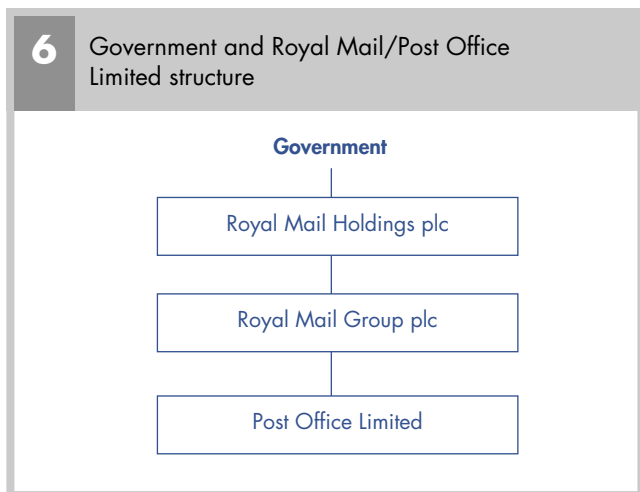 6
Government and Royal Mail/Post Office
Limited structure
Government
Royal Mail Holdings plc
Royal Mail Group plc
Post Office Limited